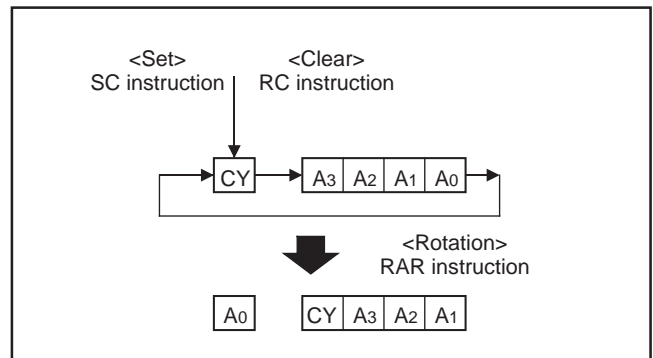 <Set> <Clear>
SC instruction RC instruction
CY A3 A2 A1 A0
<Rotation>
RAR instruction
A0 CY A3 A2 A1